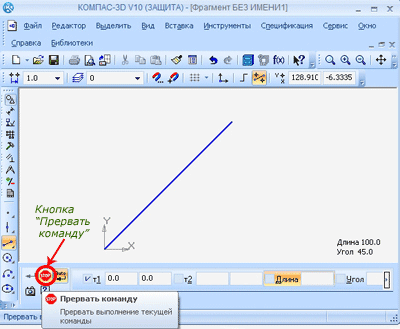 КОМПАС-3D V10 (ЗАЩИТА) - [Фрагмент БЕЗ ИМЕНИ1]
Файл Редактор Выделить Вид Вставка Инструменты Спецификация Сервис Окно
Справка Библиотеки
f(x)
1.0 0 128.910 -6.3335
Y
X
Кнопка
“Прервать
команду”
Длина 100.0
Угол 45.0
STOP т1 0.0 0.0 т2 Длина Угол
STOP Прервать команду
Прервать выполнение текущей
команды